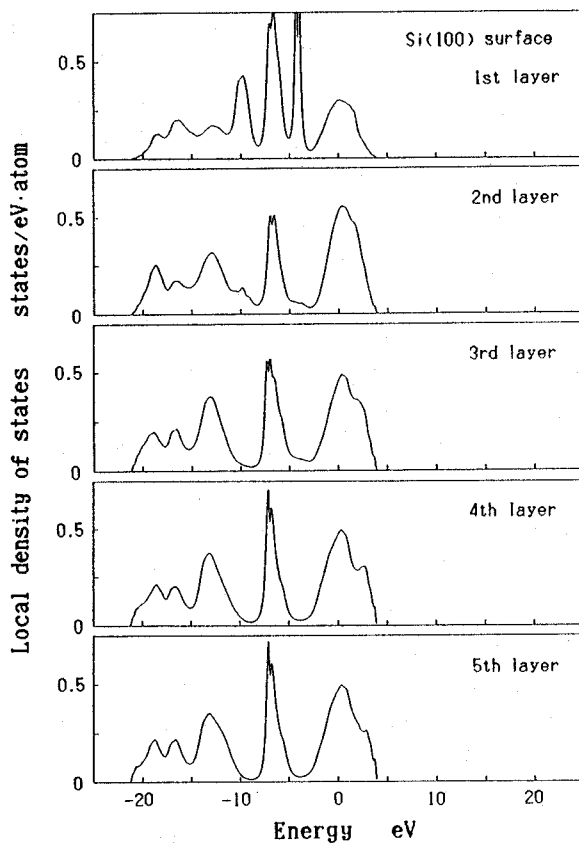 Si(100) surface
0.5
1st layer
0
0.5
2nd layer
0
0.5
3rd layer
0
0.5
4th layer
0
0.5
5th layer
0
-20
-10
0
10
20
Energy eV
Local density of states states/eV·atom